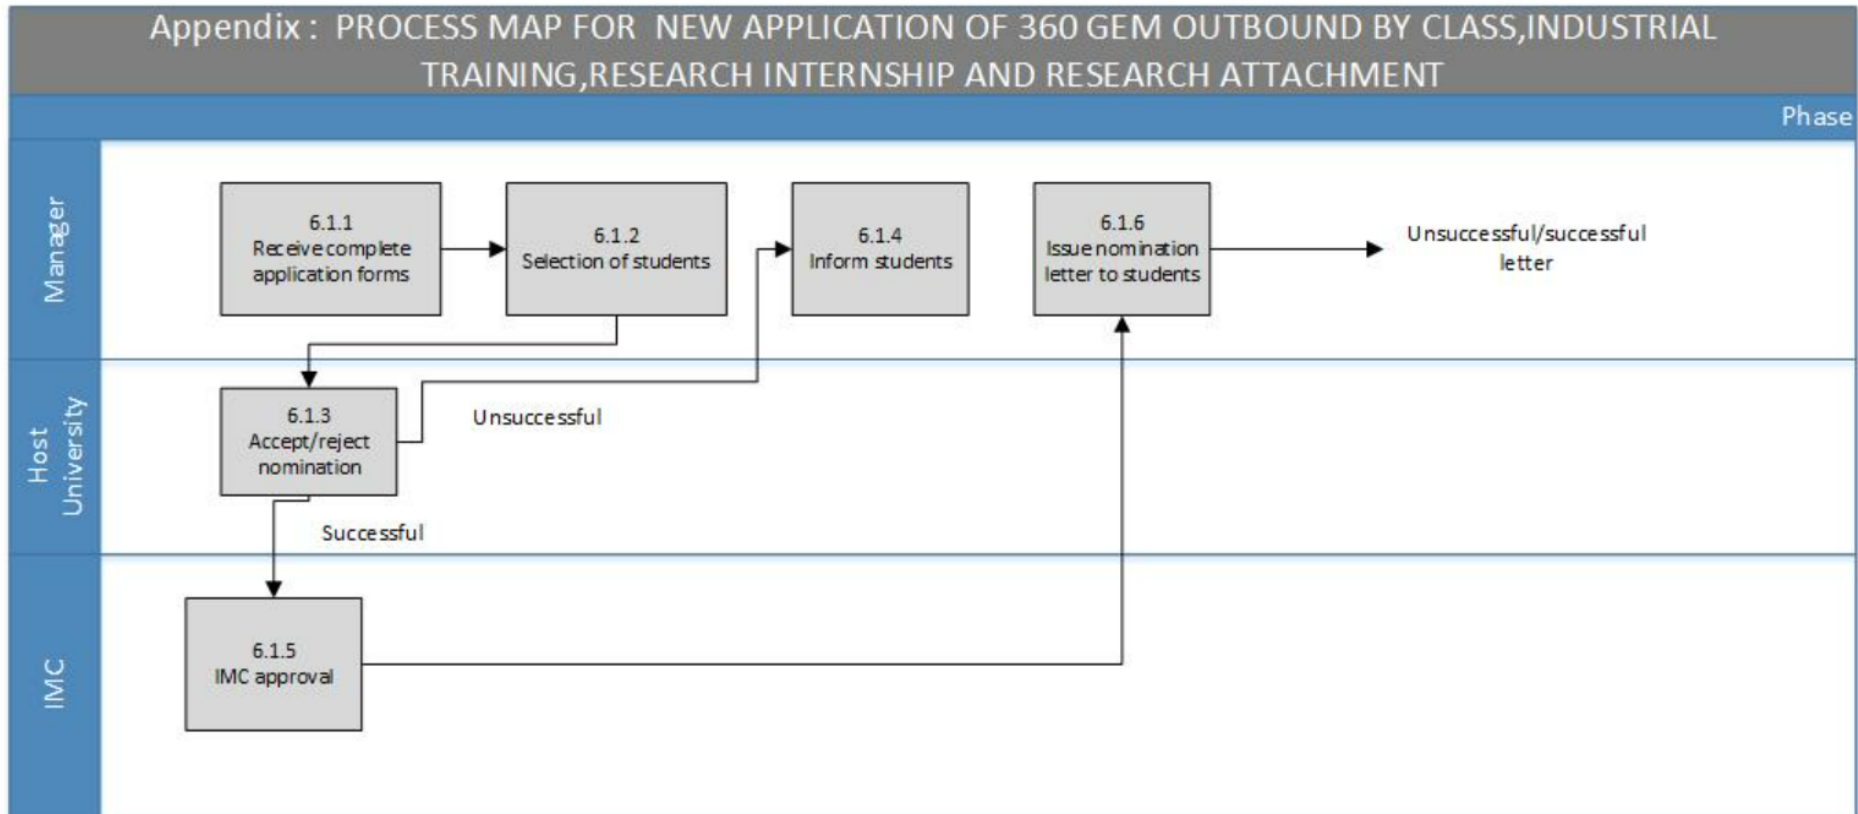 Appendix : PROCESS MAP FOR NEW APPLICATION OF 360 GEM OUTBOUND BY CLASS,INDUSTRIAL
TRAINING,RESEARCH INTERNSHIP AND RESEARCH ATTACHMENT
Phase
Manager
6.1.1
Receive complete
application forms
6.1.2
Selection of students
6.1.4
Inform students
6.1.6
Issue nomination
letter to students
Unsuccessful/successful
letter
Host
University
6.1.3
Accept/reject
nomination
Unsuccessful
Successful
IMC
6.1.5
IMC approval